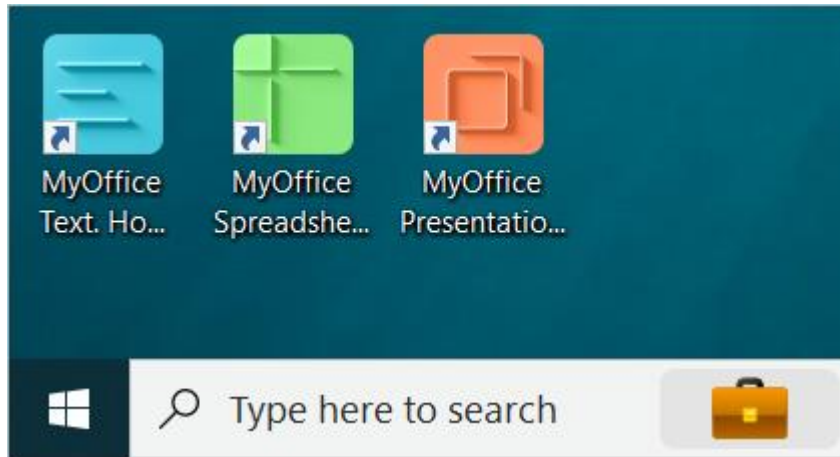 MyOffice
Text. Ho...
MyOffice
Spreadshe...
MyOffice
Presentatio...
Type here to search